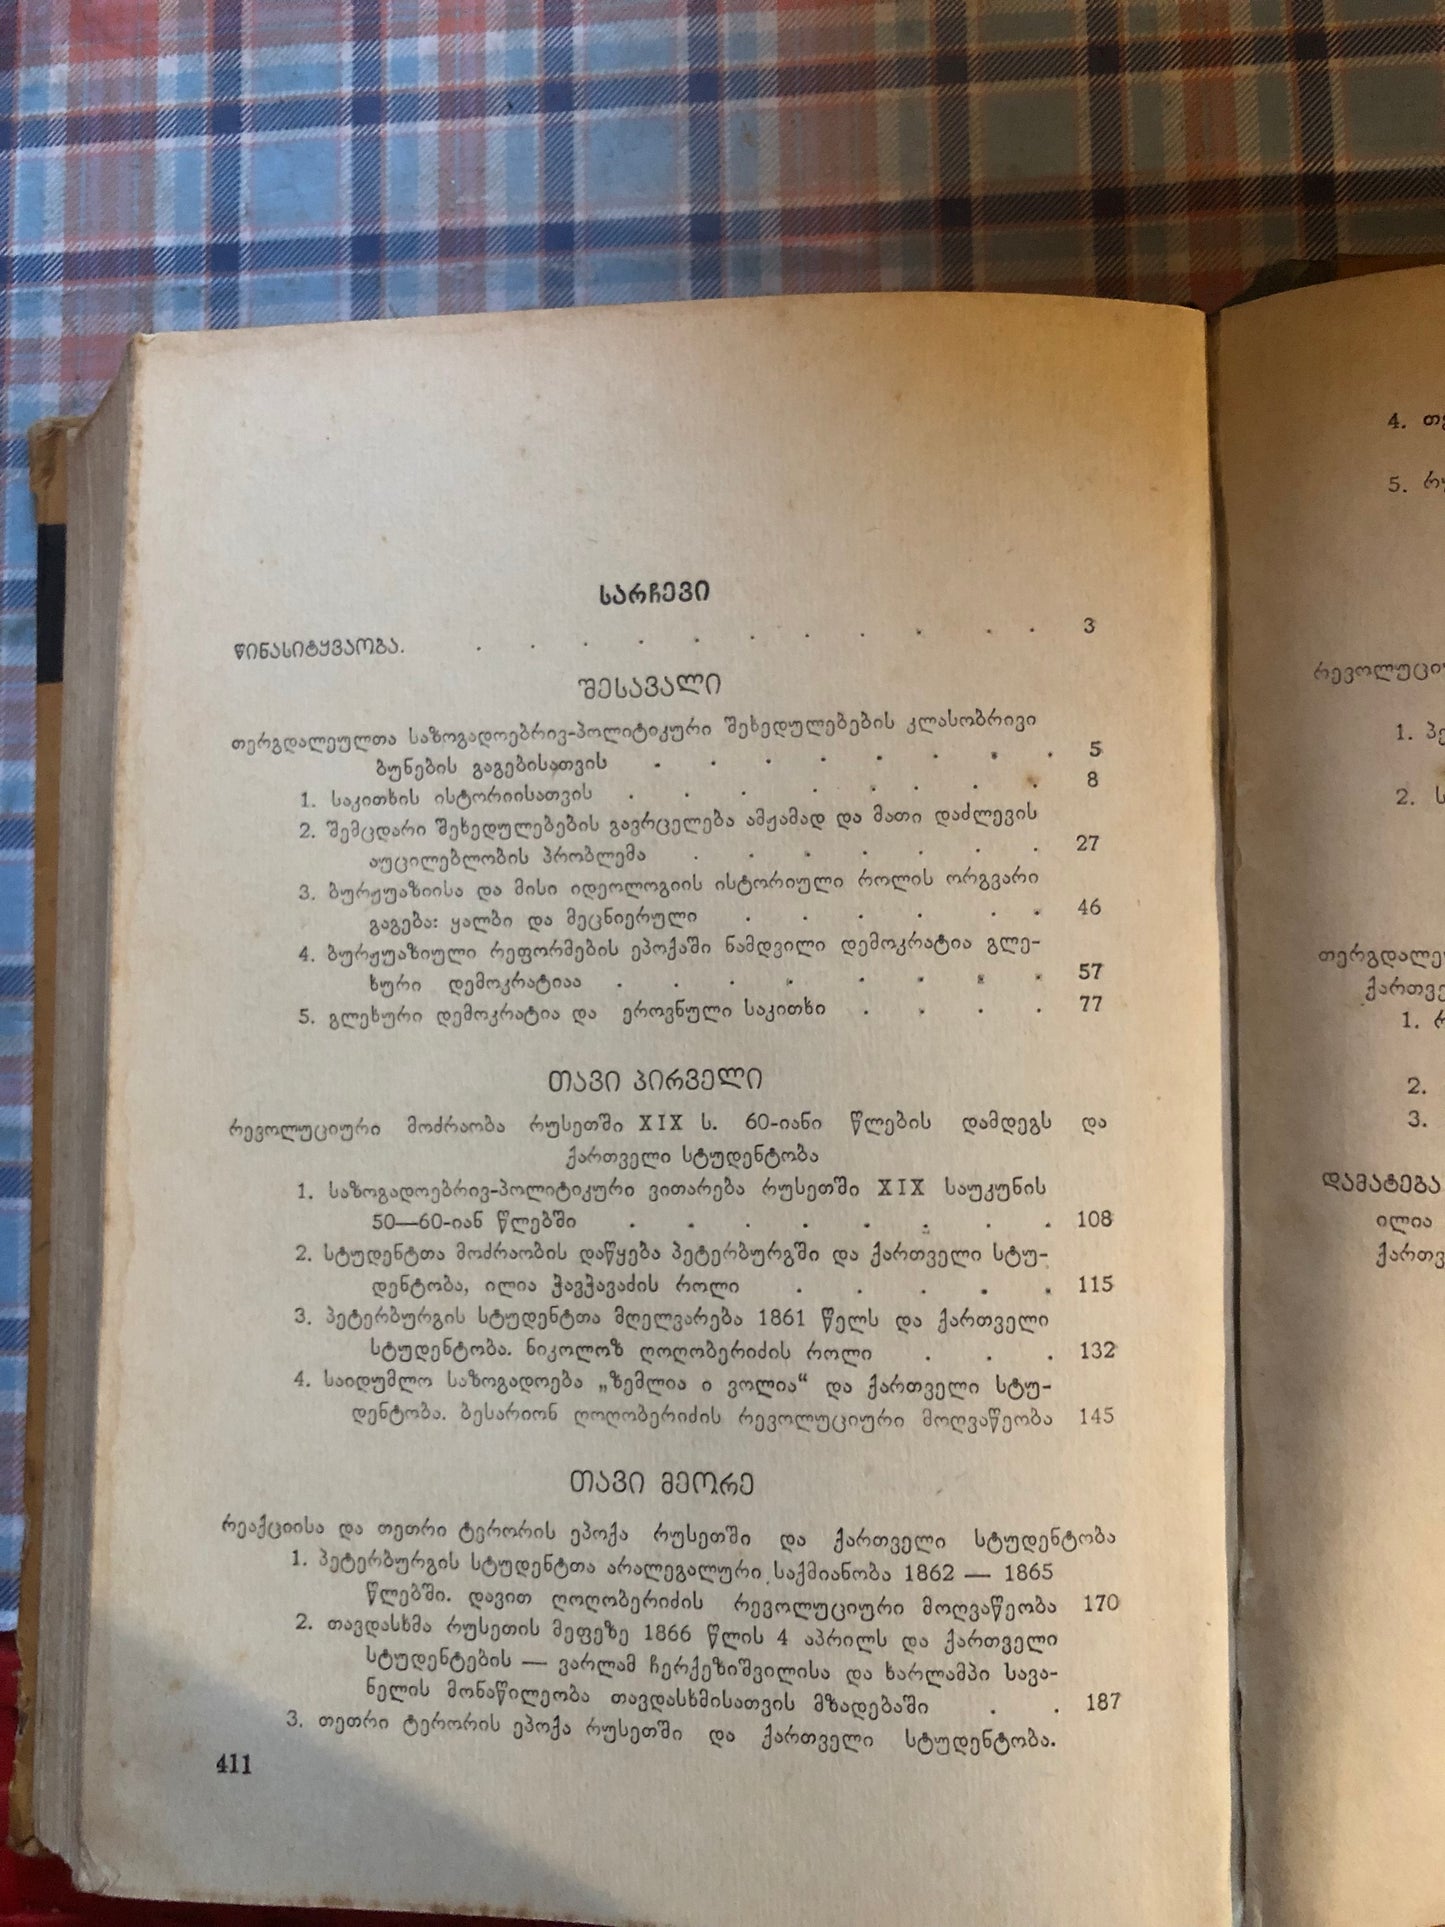 სარჩევი
წინასიტყვაობა. . . . . . . . . . . . 3
შესავალი
თერგდალეულთა საზოგადოებრივ-პოლიტიკური შეხედულებების კლასობრივი
ბუნების გაგებისათვის . . . . . . . . 5
1. საკითხის ისტორიისათვის . . . . . . . . 8
2. შემცდარი შეხედულებების გავრცელება ამჟამად და მათი დაძლევის
აუცილებლობის პრობლემა . . . . . . . 27
3. ბურჟუაზიისა და მისი იდეოლოგიის ისტორიული როლის ორგვარი
გაგება: ყალბი და მეცნიერული . . . . . . 46
4. ბურჟუაზიული რეფორმების ეპოქაში ნამდვილი დემოკრატია გლე-
ხური დემოკრატიაა . . . . . . . 57
5. გლეხური დემოკრატია და ეროვნული საკითხი . . . . 77
თავი პირველი
რევოლუციური მოძრაობა რუსეთში XIX ს. 60-იანი წლების დამდეგს და
ქართველი სტუდენტობა
1. საზოგადოებრივ-პოლიტიკური ვითარება რუსეთში XIX საუკუნის
50—60-იან წლებში . . . . . . . . 108
2. სტუდენტთა მოძრაობის დაწყება პეტერბურგში და ქართველი სტუ-
დენტობა, ილია ჭავჭავაძის როლი . . . . . 115
3. პეტერბურგის სტუდენტთა მღელვარება 1861 წელს და ქართველი
სტუდენტობა. ნიკოლოზ ღოღობერიძის როლი . . . 132
4. საიდუმლო საზოგადოება „ზემლია ი ვოლია“ და ქართველი სტუ-
დენტობა. ბესარიონ ღოღობერიძის რევოლუციური მოღვაწეობა 145
თავი მეორე
რეაქციისა და თეთრი ტერორის ეპოქა რუსეთში და ქართველი სტუდენტობა
1. პეტერბურგის სტუდენტთა არალეგალური საქმიანობა 1862 — 1865
წლებში. დავით ღოღობერიძის რევოლუციური მოღვაწეობა 170
2. თავდასხმა რუსეთის მეფეზე 1866 წლის 4 აპრილს და ქართველი
სტუდენტების — ვარლამ ჩერქეზიშვილისა და ხარლამპი სავა-
ნელის მონაწილეობა თავდასხმისათვის მზადებაში . . 187
3. თეთრი ტერორის ეპოქა რუსეთში და ქართველი სტუდენტობა.
411
4.
5.
1.
2.
1.
2.
3.
დამატება
ილია